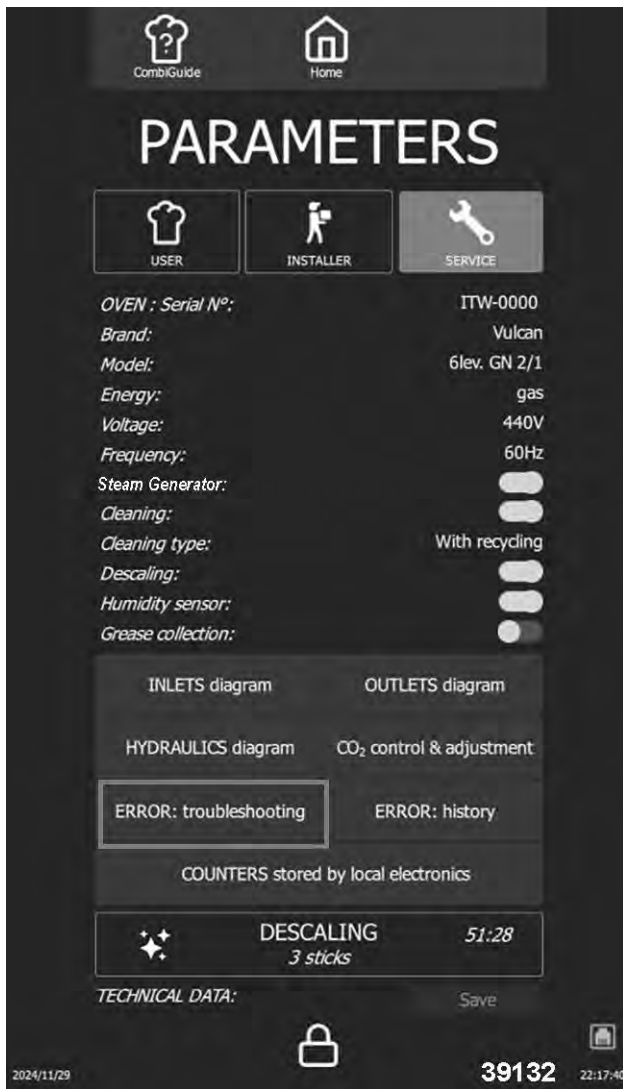 ?
CombiGuide
Home
PARAMETERS
USER
INSTALLER
SERVICE
OVEN : Serial Nº: ITW-0000
Brand: Vulcan
Model: 6lev. GN 2/1
Energy: gas
Voltage: 440V
Frequency: 60Hz
Steam Generator:
Cleaning:
Cleaning type: With recycling
Descaling:
Humidity sensor:
Grease collection:
INLETS diagram OUTLETS diagram
HYDRAULICS diagram CO₂ control & adjustment
ERROR: troubleshooting ERROR: history
COUNTERS stored by local electronics
DESCALING 51:28
3 sticks
TECHNICAL DATA: Save
2024/11/29 39132 22:17:40